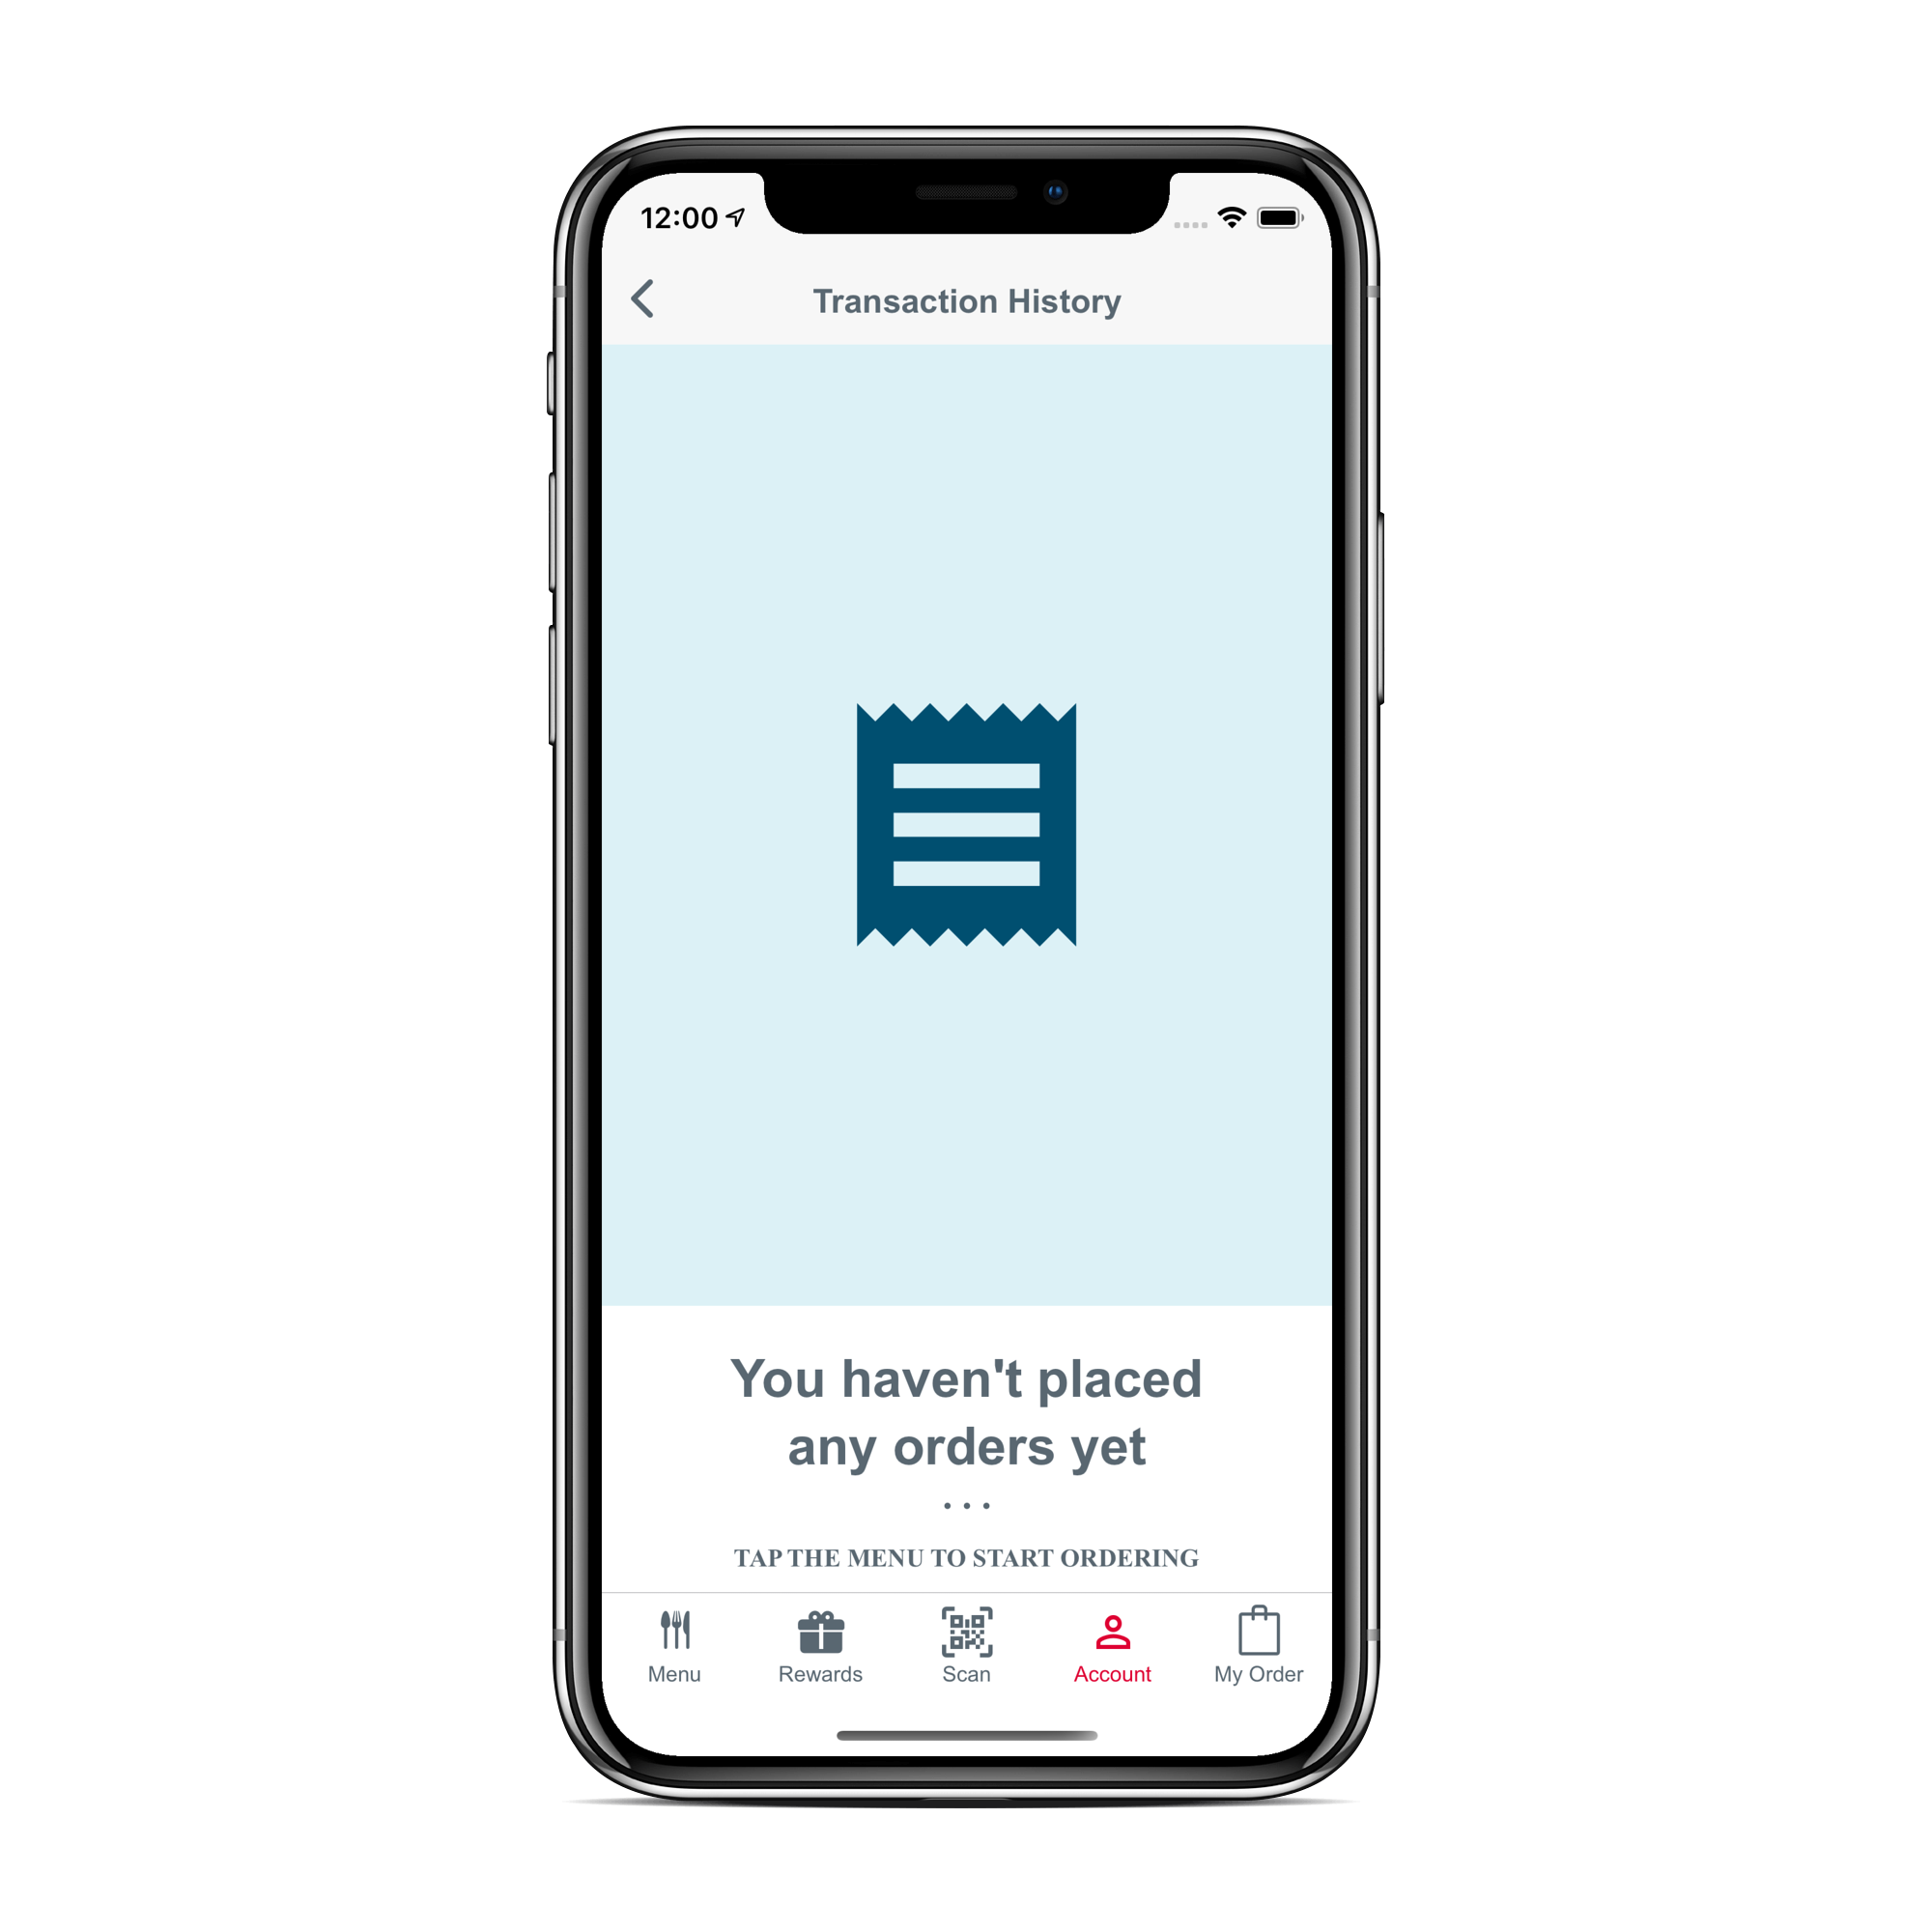 12:00
Transaction History
You haven't placed
any orders yet
...
TAP THE MENU TO START ORDERING
Menu Rewards Scan Account My Order